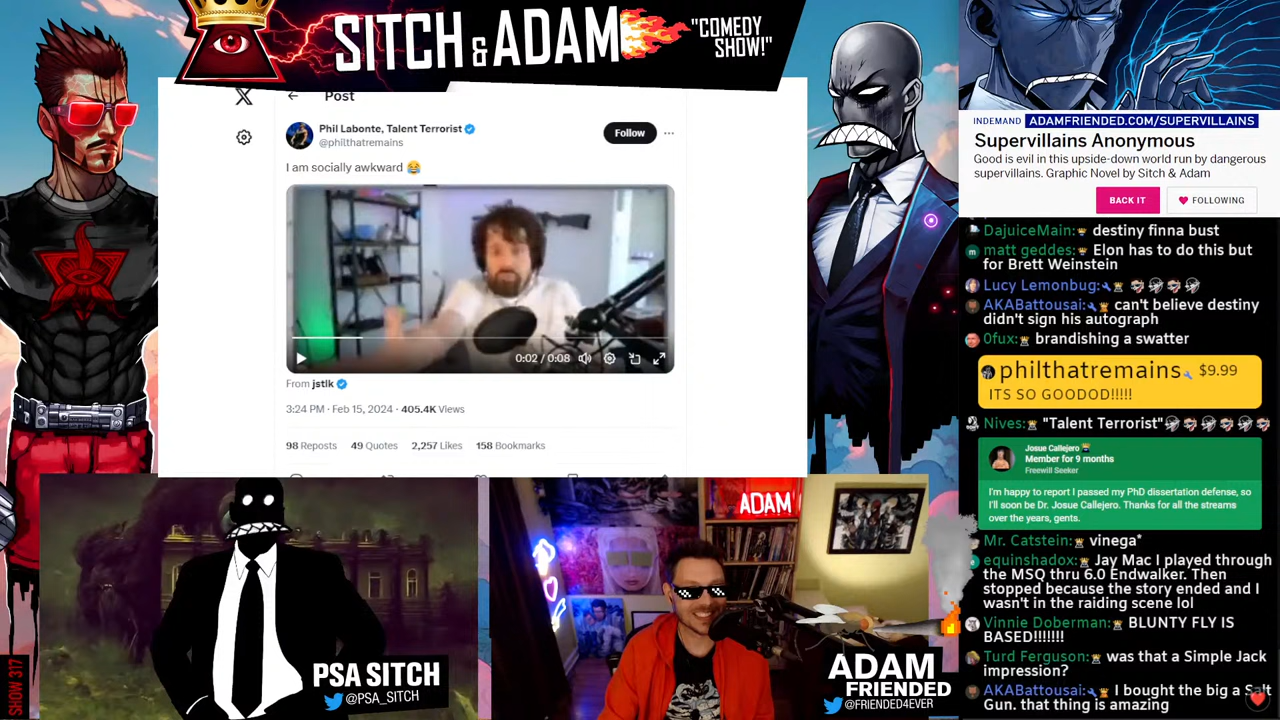 SITCH & ADAM
"COMEDY
SHOW!"
Post
Phil Labonte, Talent Terrorist
@philthatremains
Follow
I am socially awkward 😂
0:02 / 0:08
From jstlk
3:24 PM · Feb 15, 2024 · 405.4K Views
98 Reposts 49 Quotes 2,257 Likes 158 Bookmarks
INDEMAND ADAMFRIENDED.COM/SUPERVILLAINS
Supervillains Anonymous
Good is evil in this upside-down world run by dangerous
supervillains. Graphic Novel by Sitch & Adam
BACK IT
FOLLOWING
DajuiceMain: destiny finna bust
matt geddes: Elon has to do this but
for Brett Weinstein
Lucy Lemonbug:
AKABattousai: can't believe destiny
didn't sign his autograph
0fux: brandishing a swatter
philthatremains $9.99
ITS SO GOODOD!!!!!
Nives: "Talent Terrorist"
Josue Callejero
Member for 9 months
Freewill Seeker
I'm happy to report I passed my PhD dissertation defense, so
I'll soon be Dr. Josue Callejero. Thanks for all the streams
over the years, gents.
Mr. Catstein: vinega*
equinshadox: Jay Mac I played through
the MSQ thru 6.0 Endwalker. Then
stopped because the story ended and I
wasn't in the raiding scene lol
Vinnie Doberman: BLUNTY FLY IS
BASED!!!!!!!
Turd Ferguson: was that a Simple Jack
impression?
AKABattousai: I bought the big a Salt
Gun. that thing is amazing
SHOW 317
PSA SITCH
@PSA_SITCH
ADAM
ADAM
FRIENDED
@FRIENDED4EVER